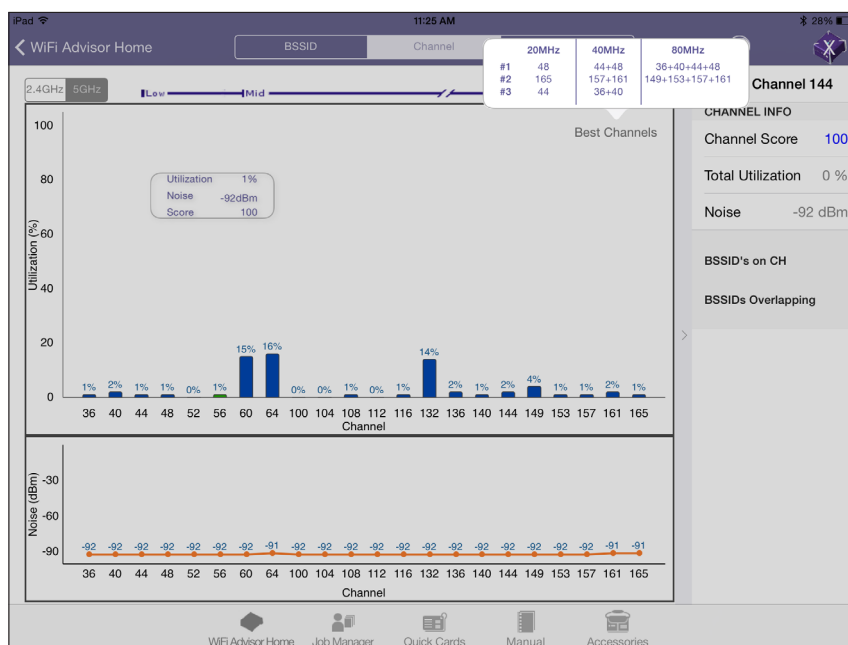 iPad 11:25 AM 28%
WiFi Advisor Home BSSID Channel
20MHz 40MHz 80MHz
#1 48 44+48 36+40+44+48
#2 165 157+161 149+153+157+161
#3 44 36+40
2.4GHz 5GHz
Low Mid
Best Channels
Channel 144
CHANNEL INFO
Channel Score 100
Total Utilization 0 %
Noise -92 dBm
BSSID's on CH
BSSIDs Overlapping
Utilization 1%
Noise -92dBm
Score 100
Utilization (%)
100
80
60
40
20
0
1% 2% 1% 1% 0% 1% 15% 16% 0% 0% 1% 0% 1% 14% 2% 1% 2% 4% 1% 1% 2% 1%
36 40 44 48 52 56 60 64 100 104 108 112 116 132 136 140 144 149 153 157 161 165
Channel
Noise (dBm)
-30
-60
-90
-92 -92 -92 -92 -92 -92 -92 -91 -92 -92 -92 -92 -92 -92 -92 -92 -92 -92 -92 -92 -91 -91
36 40 44 48 52 56 60 64 100 104 108 112 116 132 136 140 144 149 153 157 161 165
Channel
WiFi Advisor Home Job Manager Quick Cards Manual Accessories